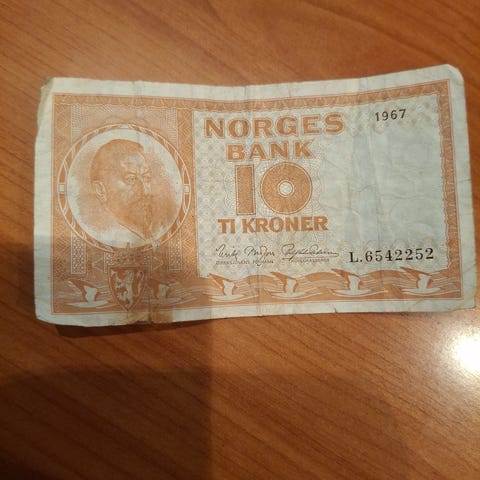 1967
NORGES
BANK
10
TI KRONER
L.6542252